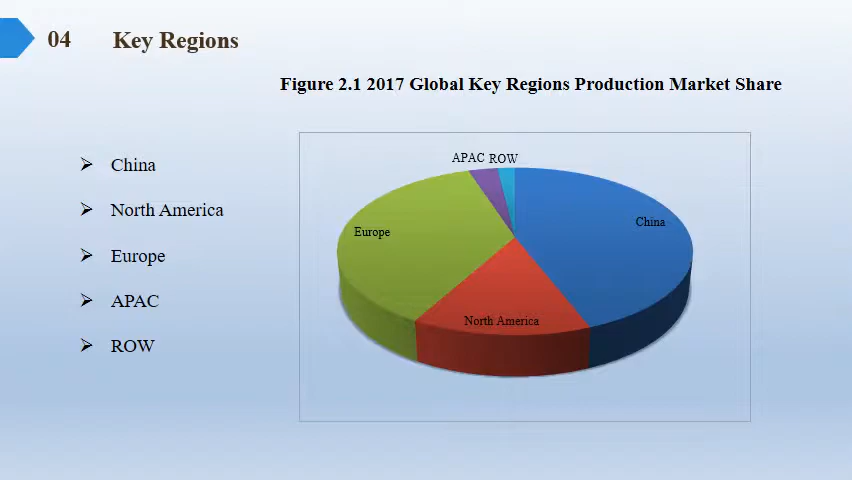 04 Key Regions
Figure 2.1 2017 Global Key Regions Production Market Share
China
North America
Europe
APAC
ROW
APAC ROW
China
Europe
North America